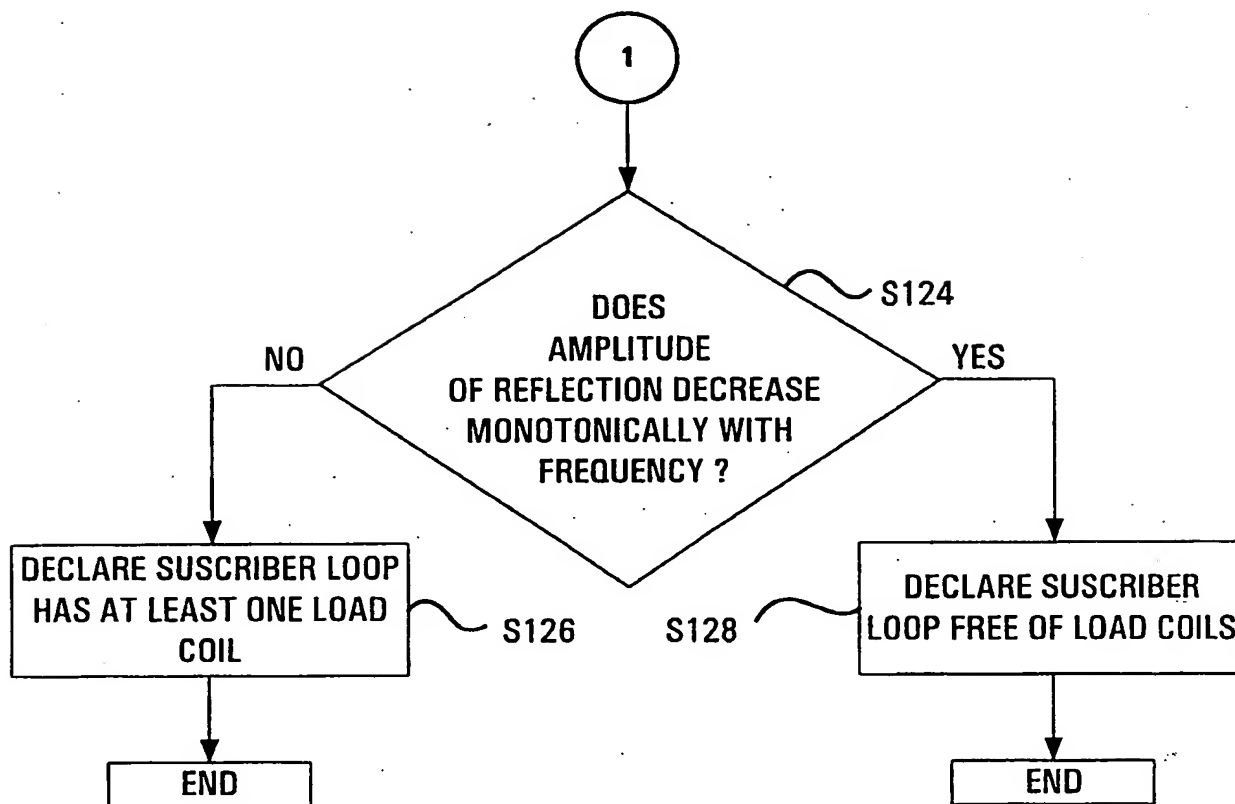 1
S124
DOES
AMPLITUDE
OF REFLECTION DECREASE
MONOTONICALLY WITH
FREQUENCY ?
NO
YES
DECLARE SUSCRIBER LOOP
HAS AT LEAST ONE LOAD
COIL
S126
S128
DECLARE SUSCRIBER
LOOP FREE OF LOAD COILS
END
END